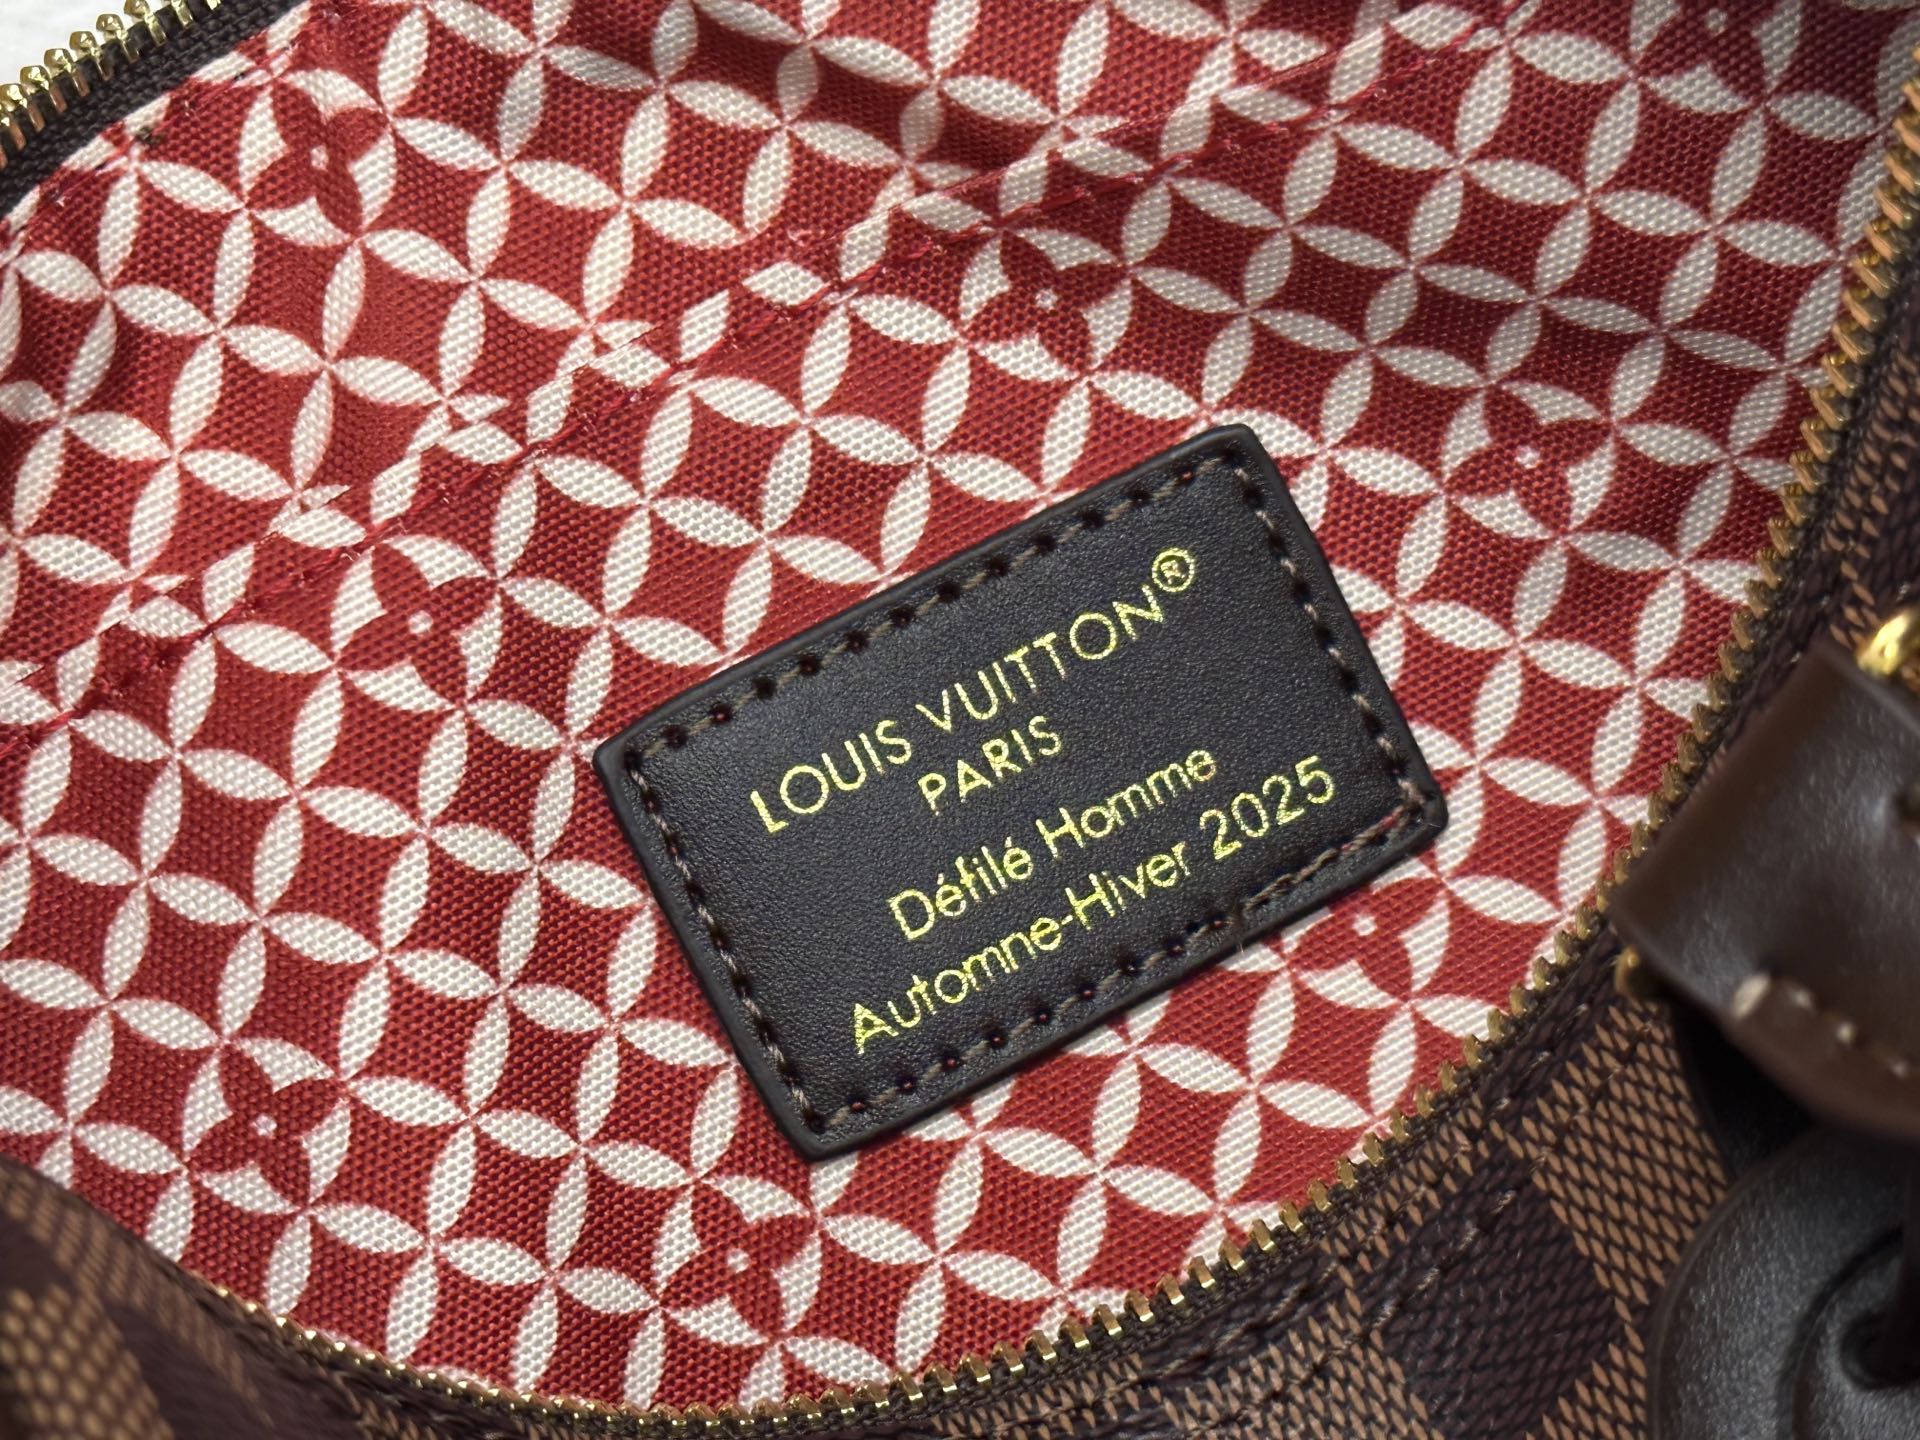 LOUIS VUITTON®
PARIS
Défilé Homme
Automne-Hiver 2025